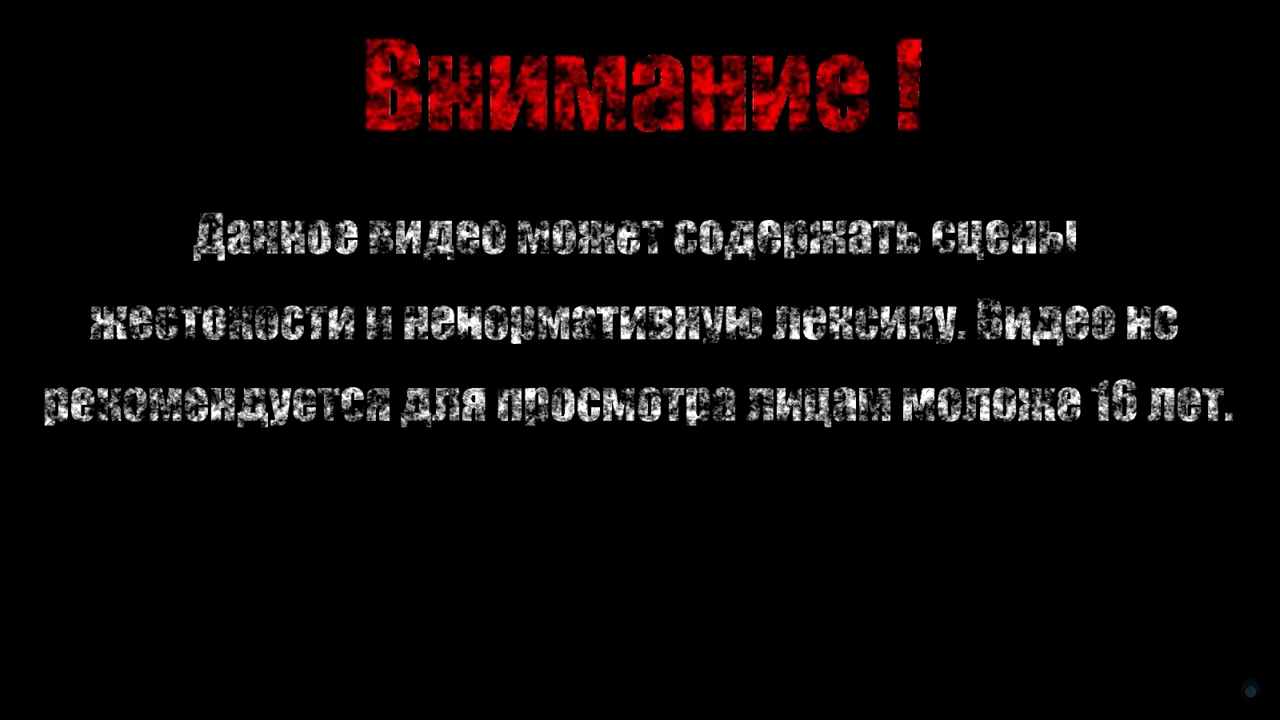 Внимание !
Данное видео может содержать сцены
жестокости и ненормативную лексику. Видео не
рекомендуется для просмотра лицам моложе 16 лет.